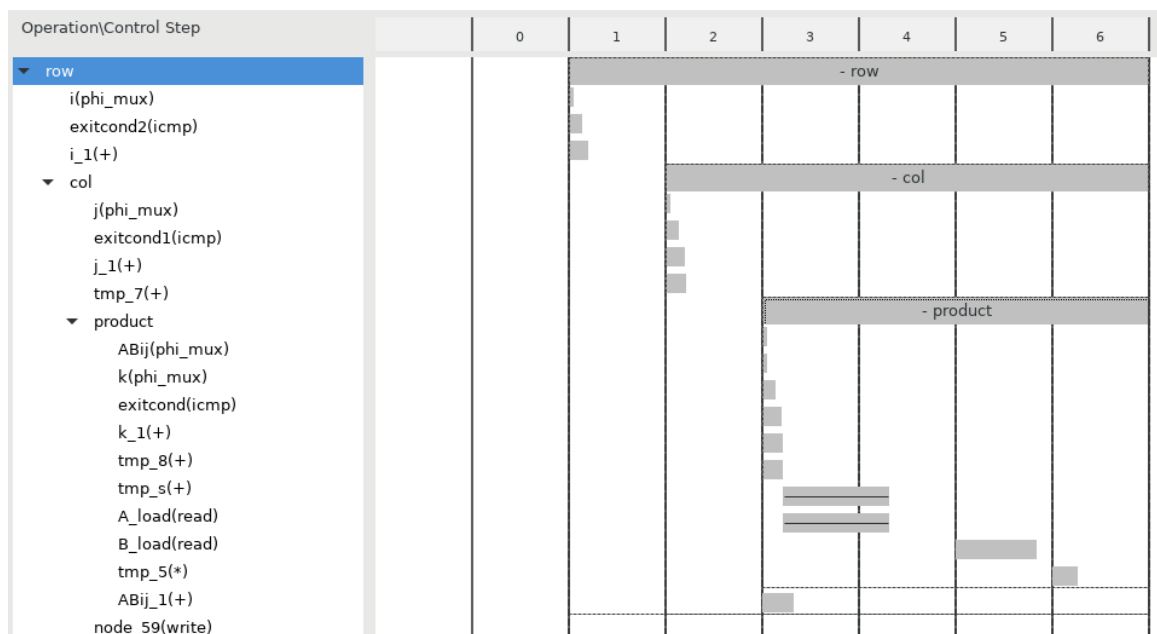 Operation\Control Step
0 1 2 3 4 5 6
row - row
i(phi_mux)
exitcond2(icmp)
i_1(+)
col - col
j(phi_mux)
exitcond1(icmp)
j_1(+)
tmp_7(+)
product - product
ABij(phi_mux)
k(phi_mux)
exitcond(icmp)
k_1(+)
tmp_8(+)
tmp_s(+)
A_load(read)
B_load(read)
tmp_5(*)
ABij_1(+)
node_59(write)